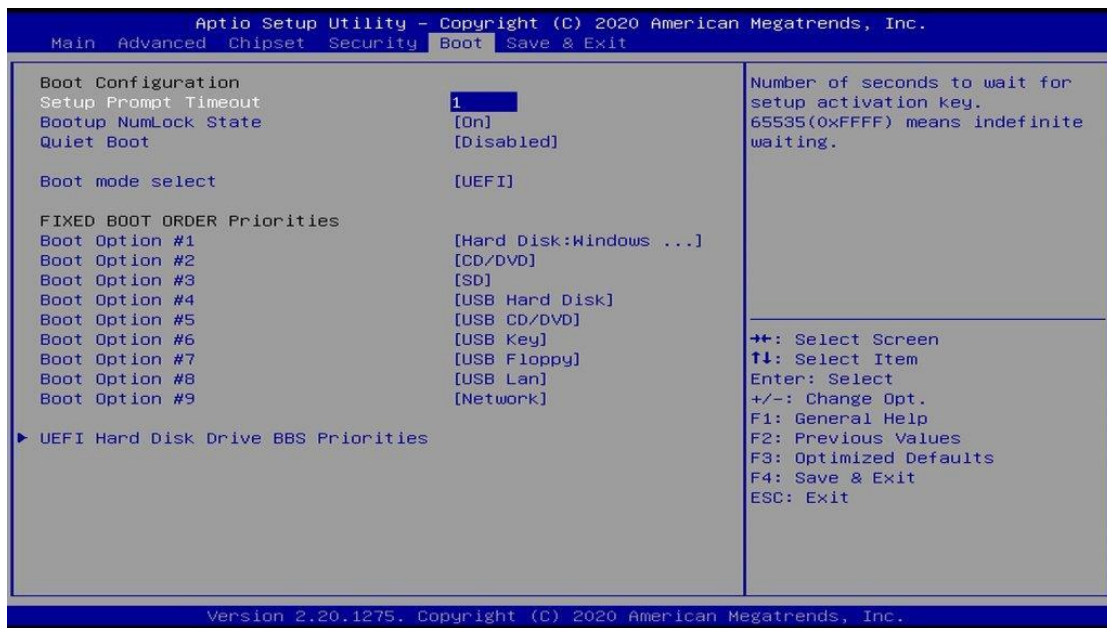 Aptio Setup Utility – Copyright (C) 2020 American Megatrends, Inc.
Main Advanced Chipset Security Boot Save & Exit
Boot Configuration
Setup Prompt Timeout 1
Bootup NumLock State [On]
Quiet Boot [Disabled]
Boot mode select [UEFI]
FIXED BOOT ORDER Priorities
Boot Option #1 [Hard Disk:Windows ...]
Boot Option #2 [CD/DVD]
Boot Option #3 [SD]
Boot Option #4 [USB Hard Disk]
Boot Option #5 [USB CD/DVD]
Boot Option #6 [USB Key]
Boot Option #7 [USB Floppy]
Boot Option #8 [USB Lan]
Boot Option #9 [Network]
▶ UEFI Hard Disk Drive BBS Priorities
Number of seconds to wait for
setup activation key.
65535(0xFFFF) means indefinite
waiting.
→←: Select Screen
↑↓: Select Item
Enter: Select
+/-: Change Opt.
F1: General Help
F2: Previous Values
F3: Optimized Defaults
F4: Save & Exit
ESC: Exit
Version 2.20.1275. Copyright (C) 2020 American Megatrends, Inc.